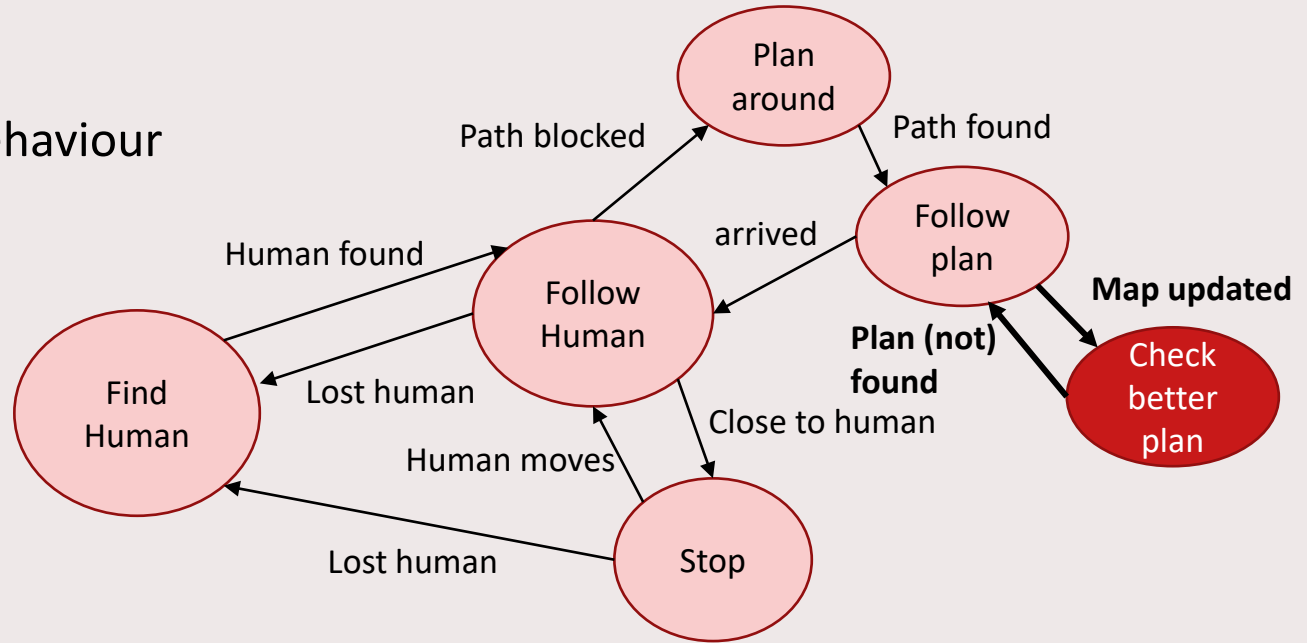 Plan
around
haviour
Path blocked
Path found
Follow
plan
arrived
Human found
Follow
Human
Map updated
Plan (not)
found
Check
better
plan
Find
Human
Lost human
Close to human
Human moves
Stop
Lost human